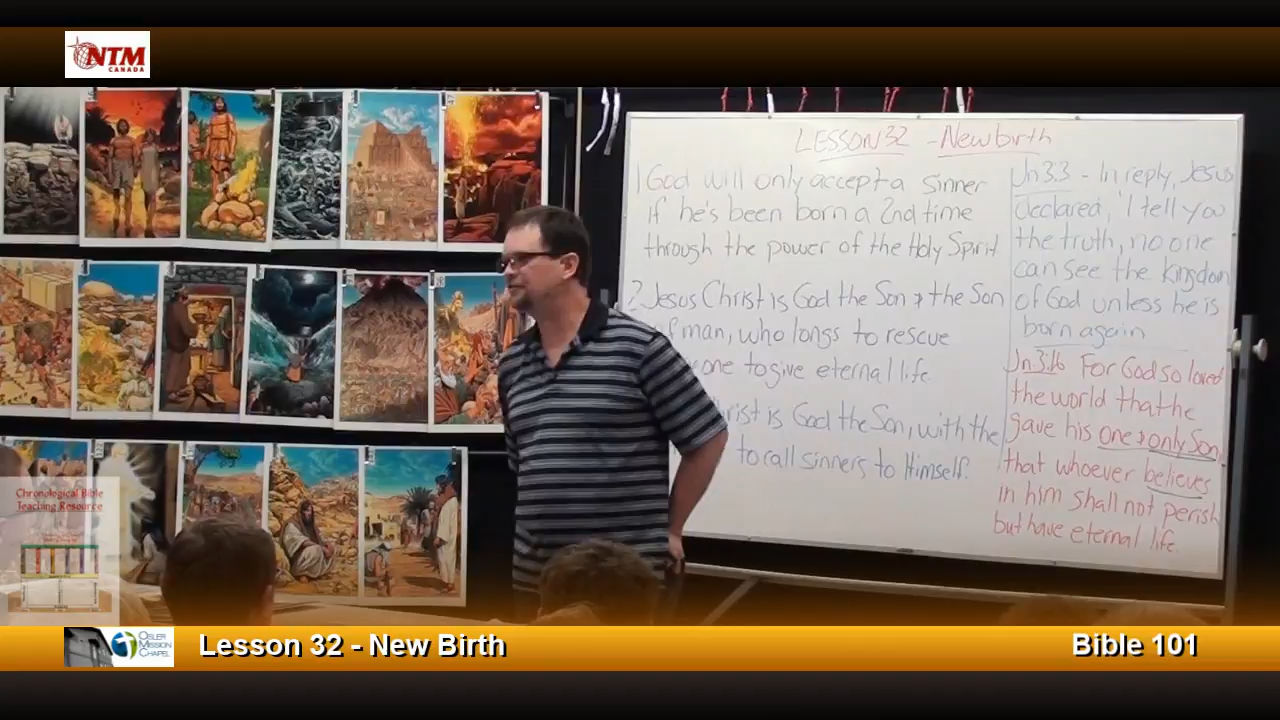 NTM
CANADA
LESSON 32 - New birth
1 God will only accept a sinner
if he's been born a 2nd time
through the power of the Holy Spirit
? Jesus Christ is God the Son & the Son
man, who longs to rescue
one to give eternal life.
Christ is God the Son, with the
to call sinners to Himself.
Jn 3:3 - In reply, Jesus
declared, 'I tell you
the truth, no one
can see the Kingdom
of God unless he is
born again
Jn 3:16 For God so loved
the world that he
gave his one & only Son,
that whoever believes
in him shall not perish
but have eternal life.
Chronological Bible
Teaching Resource
OSLER
MISSION
CHAPEL
Lesson 32 - New Birth
Bible 101